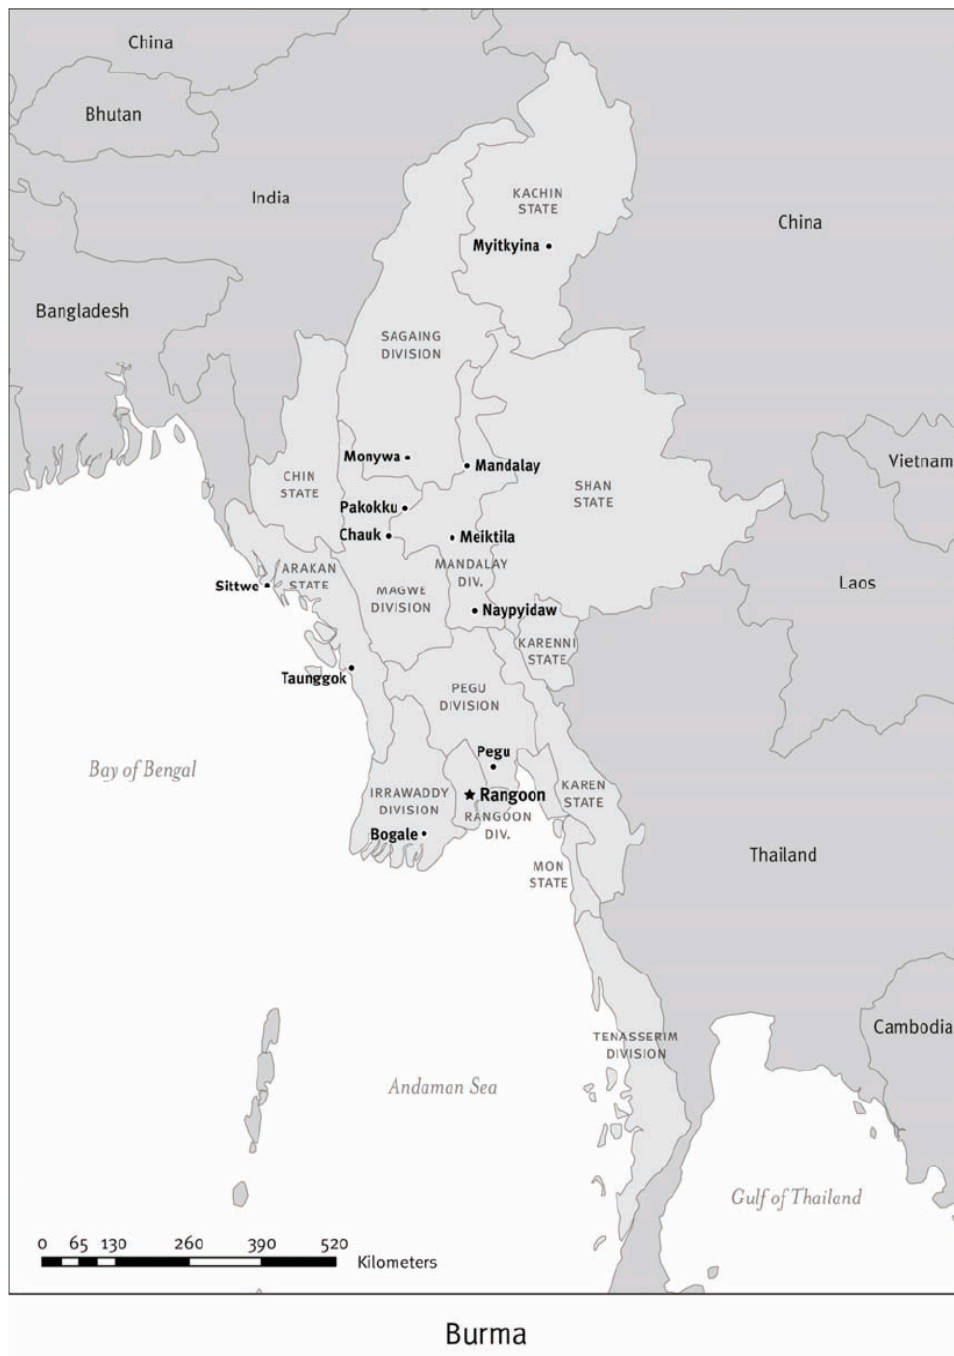 China
Bhutan
India
KACHIN
STATE
China
Myitkyina
Bangladesh
SAGAING
DIVISION
Monywa
Mandalay
Vietnam
CHIN
STATE
SHAN
STATE
Pakokku
Chauk
Meiktila
MANDALAY
DIV.
ARAKAN
STATE
Sittwe
MAGWE
DIVISION
Laos
Naypyidaw
KARENNI
STATE
Taunggok
PEGU
DIVISION
Pegu
Bay of Bengal
IRRAWADDY
DIVISION
Rangoon
RANGOON
DIV.
KAREN
STATE
Bogale
MON
STATE
Thailand
Cambodia
TENASSERIM
DIVISION
Andaman Sea
Gulf of Thailand
0 65 130 260 390 520
Kilometers
Burma